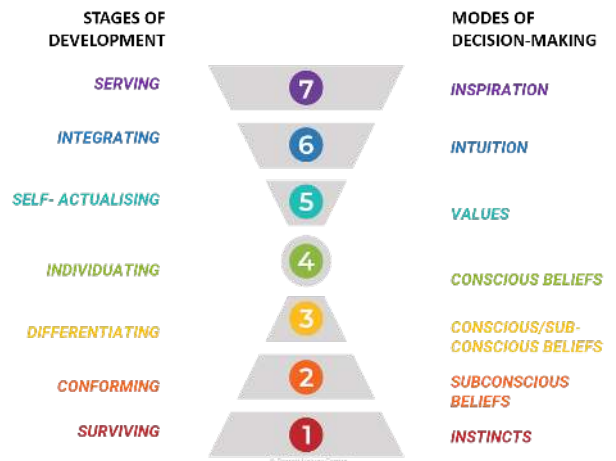 STAGES OF
DEVELOPMENT
MODES OF
DECISION-MAKING
SERVING
7
INSPIRATION
INTEGRATING
6
INTUITION
SELF- ACTUALISING
5
VALUES
INDIVIDUATING
4
CONSCIOUS BELIEFS
DIFFERENTIATING
3
CONSCIOUS/SUB-
CONSCIOUS BELIEFS
CONFORMING
2
SUBCONSCIOUS
BELIEFS
SURVIVING
1
INSTINCTS